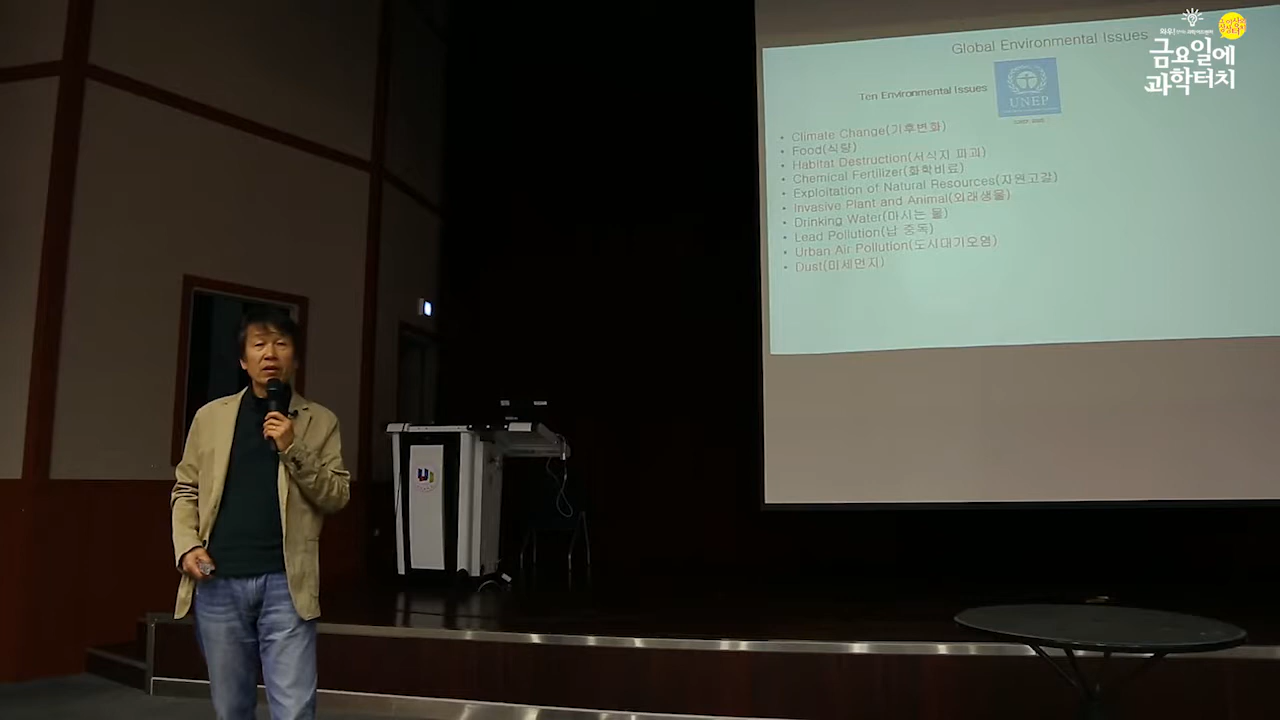 금요일에
과학터치
Global Environmental Issues
Ten Environmental Issues
UNEP
• Climate Change(기후변화)
• Food(식량)
• Habitat Destruction(서식지 파괴)
• Chemical Fertilizer(화학비료)
• Exploitation of Natural Resources(자원고갈)
• Invasive Plant and Animal(외래생물)
• Drinking Water(마시는 물)
• Lead Pollution(납 중독)
• Urban Air Pollution(도시대기오염)
• Dust(미세먼지)